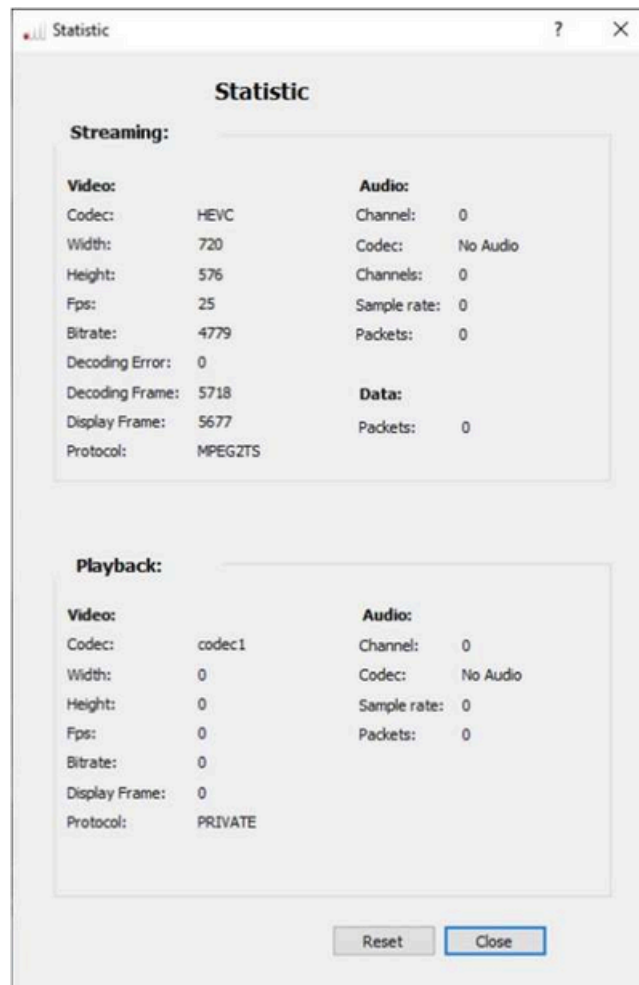 Statistic ?
Statistic
Streaming:
Video:
Codec: HEVC
Width: 720
Height: 576
Fps: 25
Bitrate: 4779
Decoding Error: 0
Decoding Frame: 5718
Display Frame: 5677
Protocol: MPEG2TS
Audio:
Channel: 0
Codec: No Audio
Channels: 0
Sample rate: 0
Packets: 0
Data:
Packets: 0
Playback:
Video:
Codec: codec1
Width: 0
Height: 0
Fps: 0
Bitrate: 0
Display Frame: 0
Protocol: PRIVATE
Audio:
Channel: 0
Codec: No Audio
Sample rate: 0
Packets: 0
Reset Close